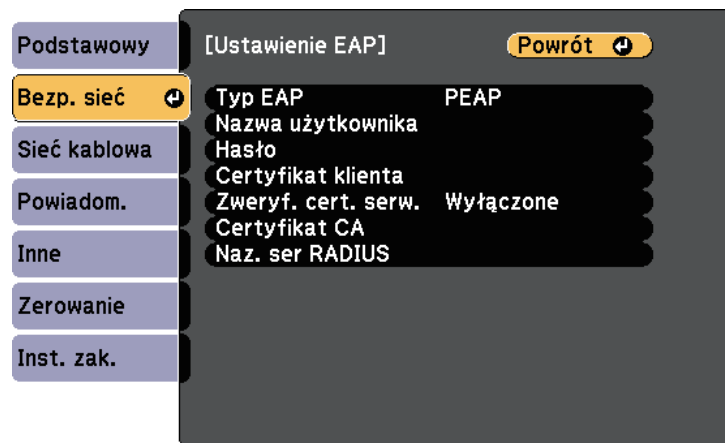 Podstawowy
Bezp. sieć
Sieć kablowa
Powiadom.
Inne
Zerowanie
Inst. zak.
[Ustawienie EAP] Powrót
Typ EAP PEAP
Nazwa użytkownika
Hasło
Certyfikat klienta
Zweryf. cert. serw. Wyłączone
Certyfikat CA
Naz. ser RADIUS